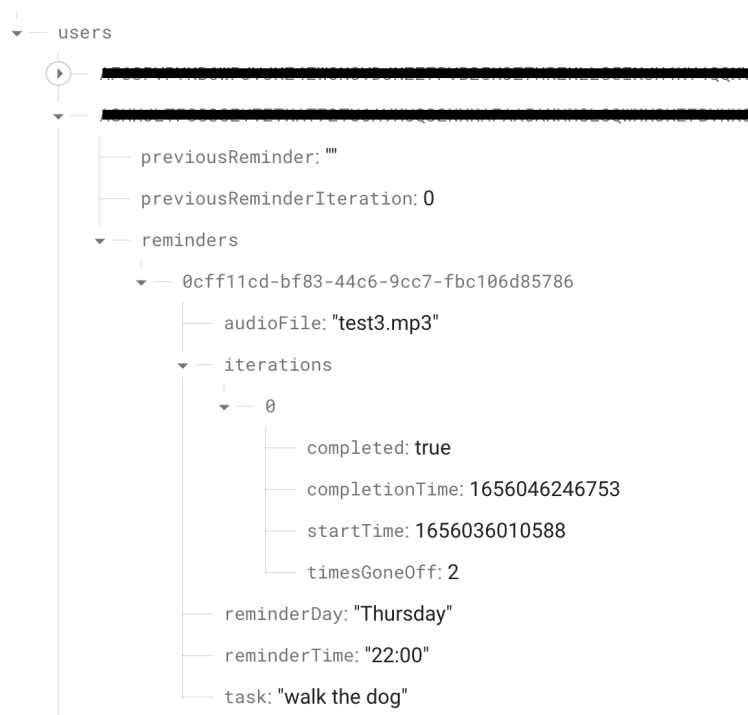 users
previousReminder: ""
previousReminderIteration: 0
reminders
0cff11cd-bf83-44c6-9cc7-fbc106d85786
audioFile: "test3.mp3"
iterations
0
completed: true
completionTime: 1656046246753
startTime: 1656036010588
timesGoneOff: 2
reminderDay: "Thursday"
reminderTime: "22:00"
task: "walk the dog"